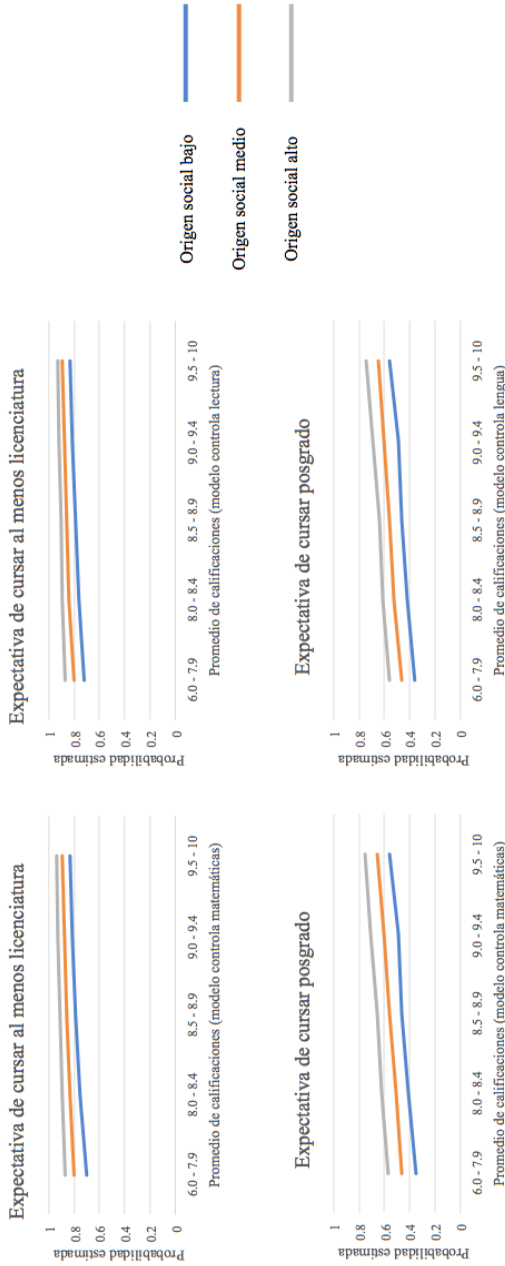 Expectativa de cursar al menos licenciatura
Probabilidad estimada
1
0.8
0.6
0.4
0.2
0
6.0 - 7.9
8.0 - 8.4
8.5 - 8.9
9.0 - 9.4
9.5 - 10
Promedio de calificaciones (modelo controla matemáticas)
Expectativa de cursar al menos licenciatura
Probabilidad estimada
1
0.8
0.6
0.4
0.2
0
6.0 - 7.9
8.0 - 8.4
8.5 - 8.9
9.0 - 9.4
9.5 - 10
Promedio de calificaciones (modelo controla lectura)
Expectativa de cursar posgrado
Probabilidad estimada
1
0.8
0.6
0.4
0.2
0
6.0 - 7.9
8.0 - 8.4
8.5 - 8.9
9.0 - 9.4
9.5 - 10
Promedio de calificaciones (modelo controla matemáticas)
Expectativa de cursar posgrado
Probabilidad estimada
1
0.8
0.6
0.4
0.2
0
6.0 - 7.9
8.0 - 8.4
8.5 - 8.9
9.0 - 9.4
9.5 - 10
Promedio de calificaciones (modelo controla lengua)
Origen social bajo
Origen social medio
Origen social alto